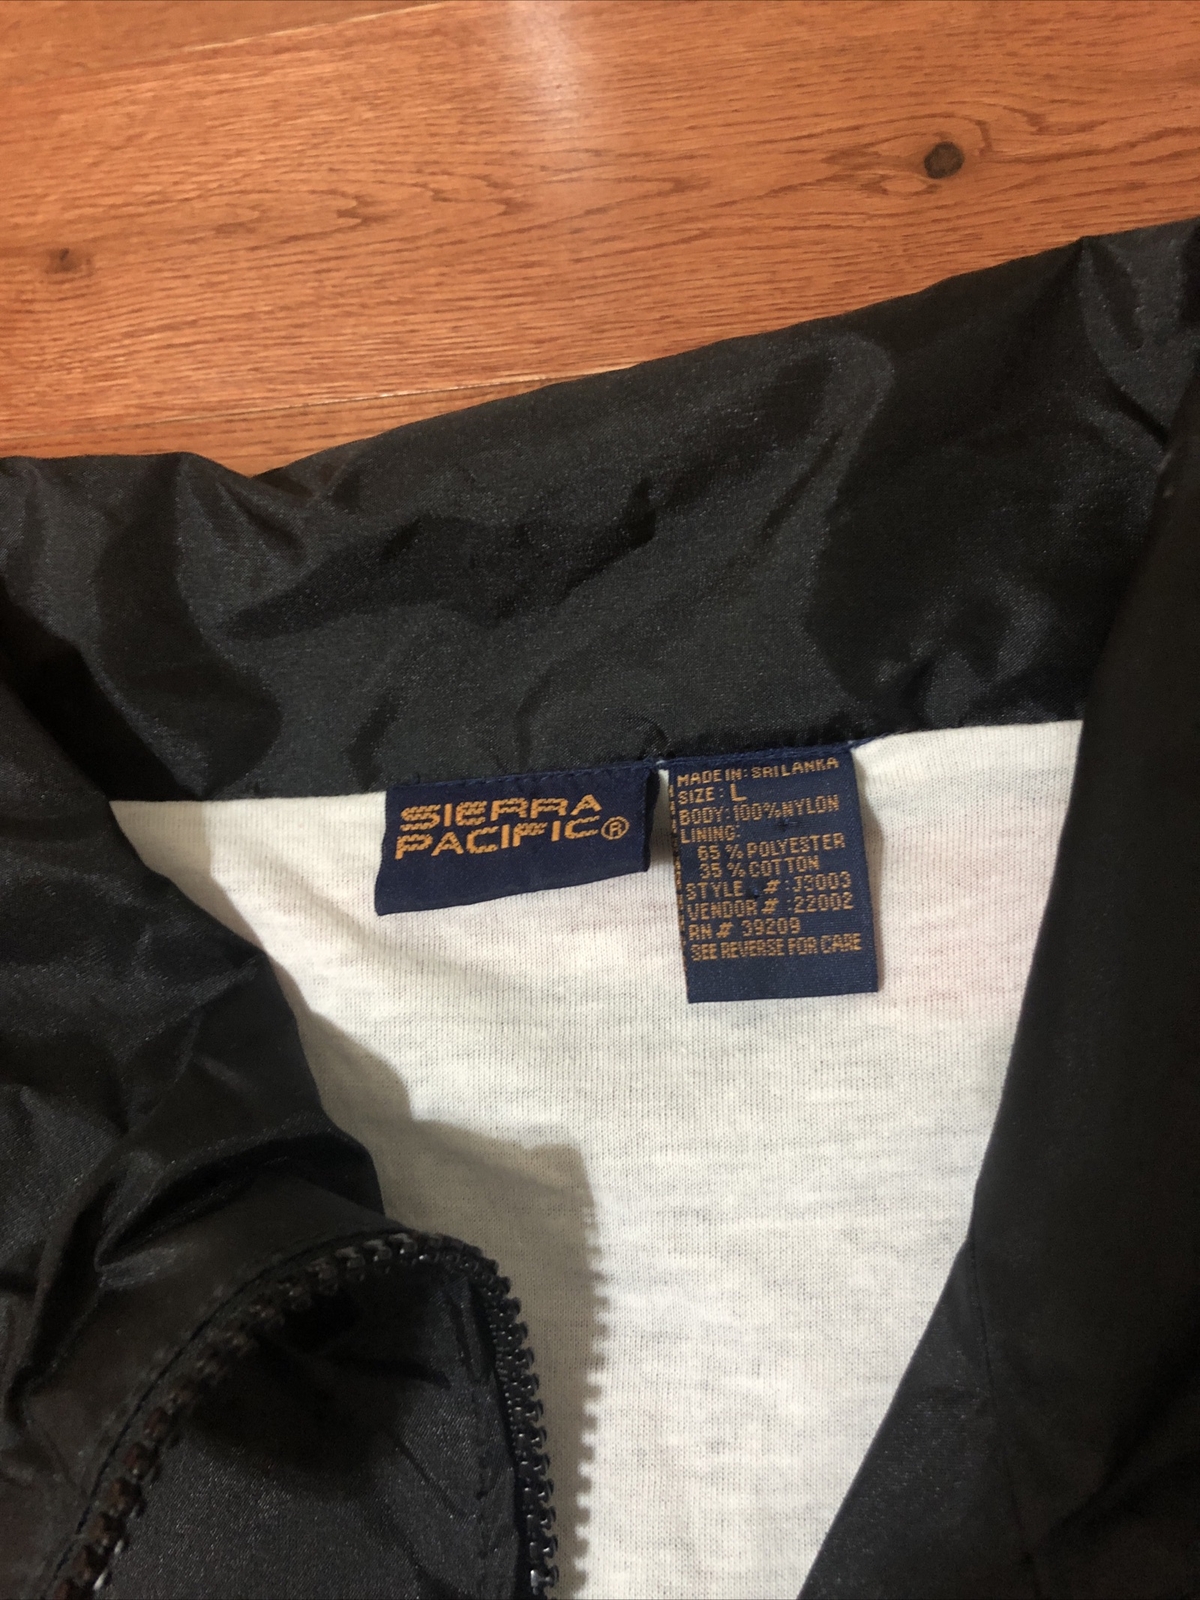 SIERRA
PACIFIC®
MADE IN: SRI LANKA
SIZE: L
BODY: 100% NYLON
LINING:
65 % POLYESTER
35 % COTTON
STYLE #: J3003
VENDOR # :22002
RN # 39209
SEE REVERSE FOR CARE